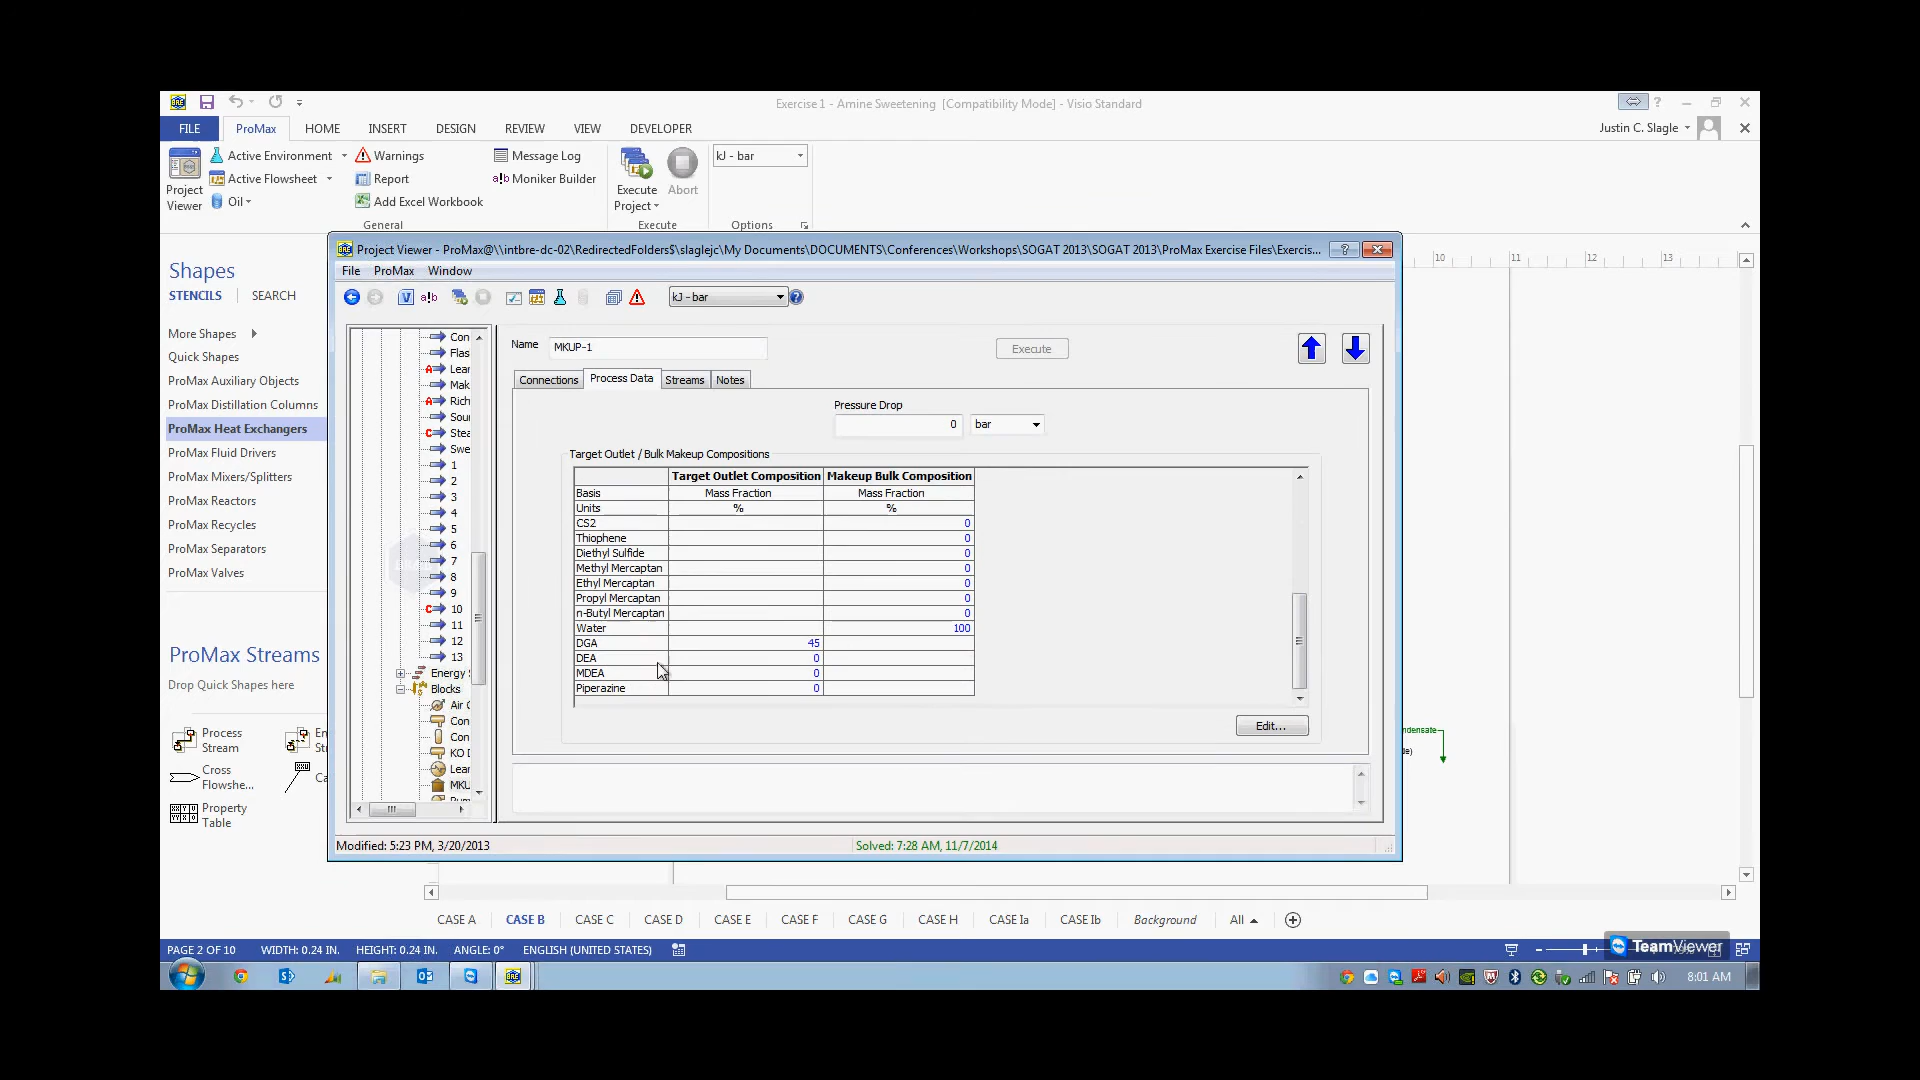 Exercise 1 - Amine Sweetening [Compatibility Mode] - Visio Standard
FILE ProMax HOME INSERT DESIGN REVIEW VIEW DEVELOPER
Justin C. Slagle
Project Viewer
Active Environment
Active Flowsheet
Oil
Warnings
Report
Add Excel Workbook
Message Log
a!b Moniker Builder
General
Execute Project
Abort
Execute
kJ - bar
Options
Shapes
STENCILS SEARCH
More Shapes
Quick Shapes
ProMax Auxiliary Objects
ProMax Distillation Columns
ProMax Heat Exchangers
ProMax Fluid Drivers
ProMax Mixers/Splitters
ProMax Reactors
ProMax Recycles
ProMax Separators
ProMax Valves
ProMax Streams
Drop Quick Shapes here
Process Stream
Cross Flowshe...
Property Table
10 11 12 13
Project Viewer - ProMax@\\intbre-dc-02\RedirectedFolders$\slaglejc\My Documents\DOCUMENTS\Conferences\Workshops\SOGAT 2013\SOGAT 2013\ProMax Exercise Files\Exercis...
File ProMax Window
a!b
kJ - bar
Con
Flas
Lear
Mak
Rich
Sour
Stea
Swe
1
2
3
4
5
6
7
8
9
10
11
12
13
Energy
Blocks
Air C
Con
Con
KO D
Lear
MKU
Name MKUP-1 Execute
Connections Process Data Streams Notes
Pressure Drop
0 bar
Target Outlet / Bulk Makeup Compositions
Target Outlet Composition Makeup Bulk Composition
Basis Mass Fraction Mass Fraction
Units % %
CS2 0
Thiophene 0
Diethyl Sulfide 0
Methyl Mercaptan 0
Ethyl Mercaptan 0
Propyl Mercaptan 0
n-Butyl Mercaptan 0
Water 100
DGA 45
DEA 0
MDEA 0
Piperazine 0
Edit...
Modified: 5:23 PM, 3/20/2013 Solved: 7:28 AM, 11/7/2014
ndensate
CASE A CASE B CASE C CASE D CASE E CASE F CASE G CASE H CASE Ia CASE Ib Background All
PAGE 2 OF 10 WIDTH: 0.24 IN. HEIGHT: 0.24 IN. ANGLE: 0° ENGLISH (UNITED STATES)
TeamViewer
8:01 AM